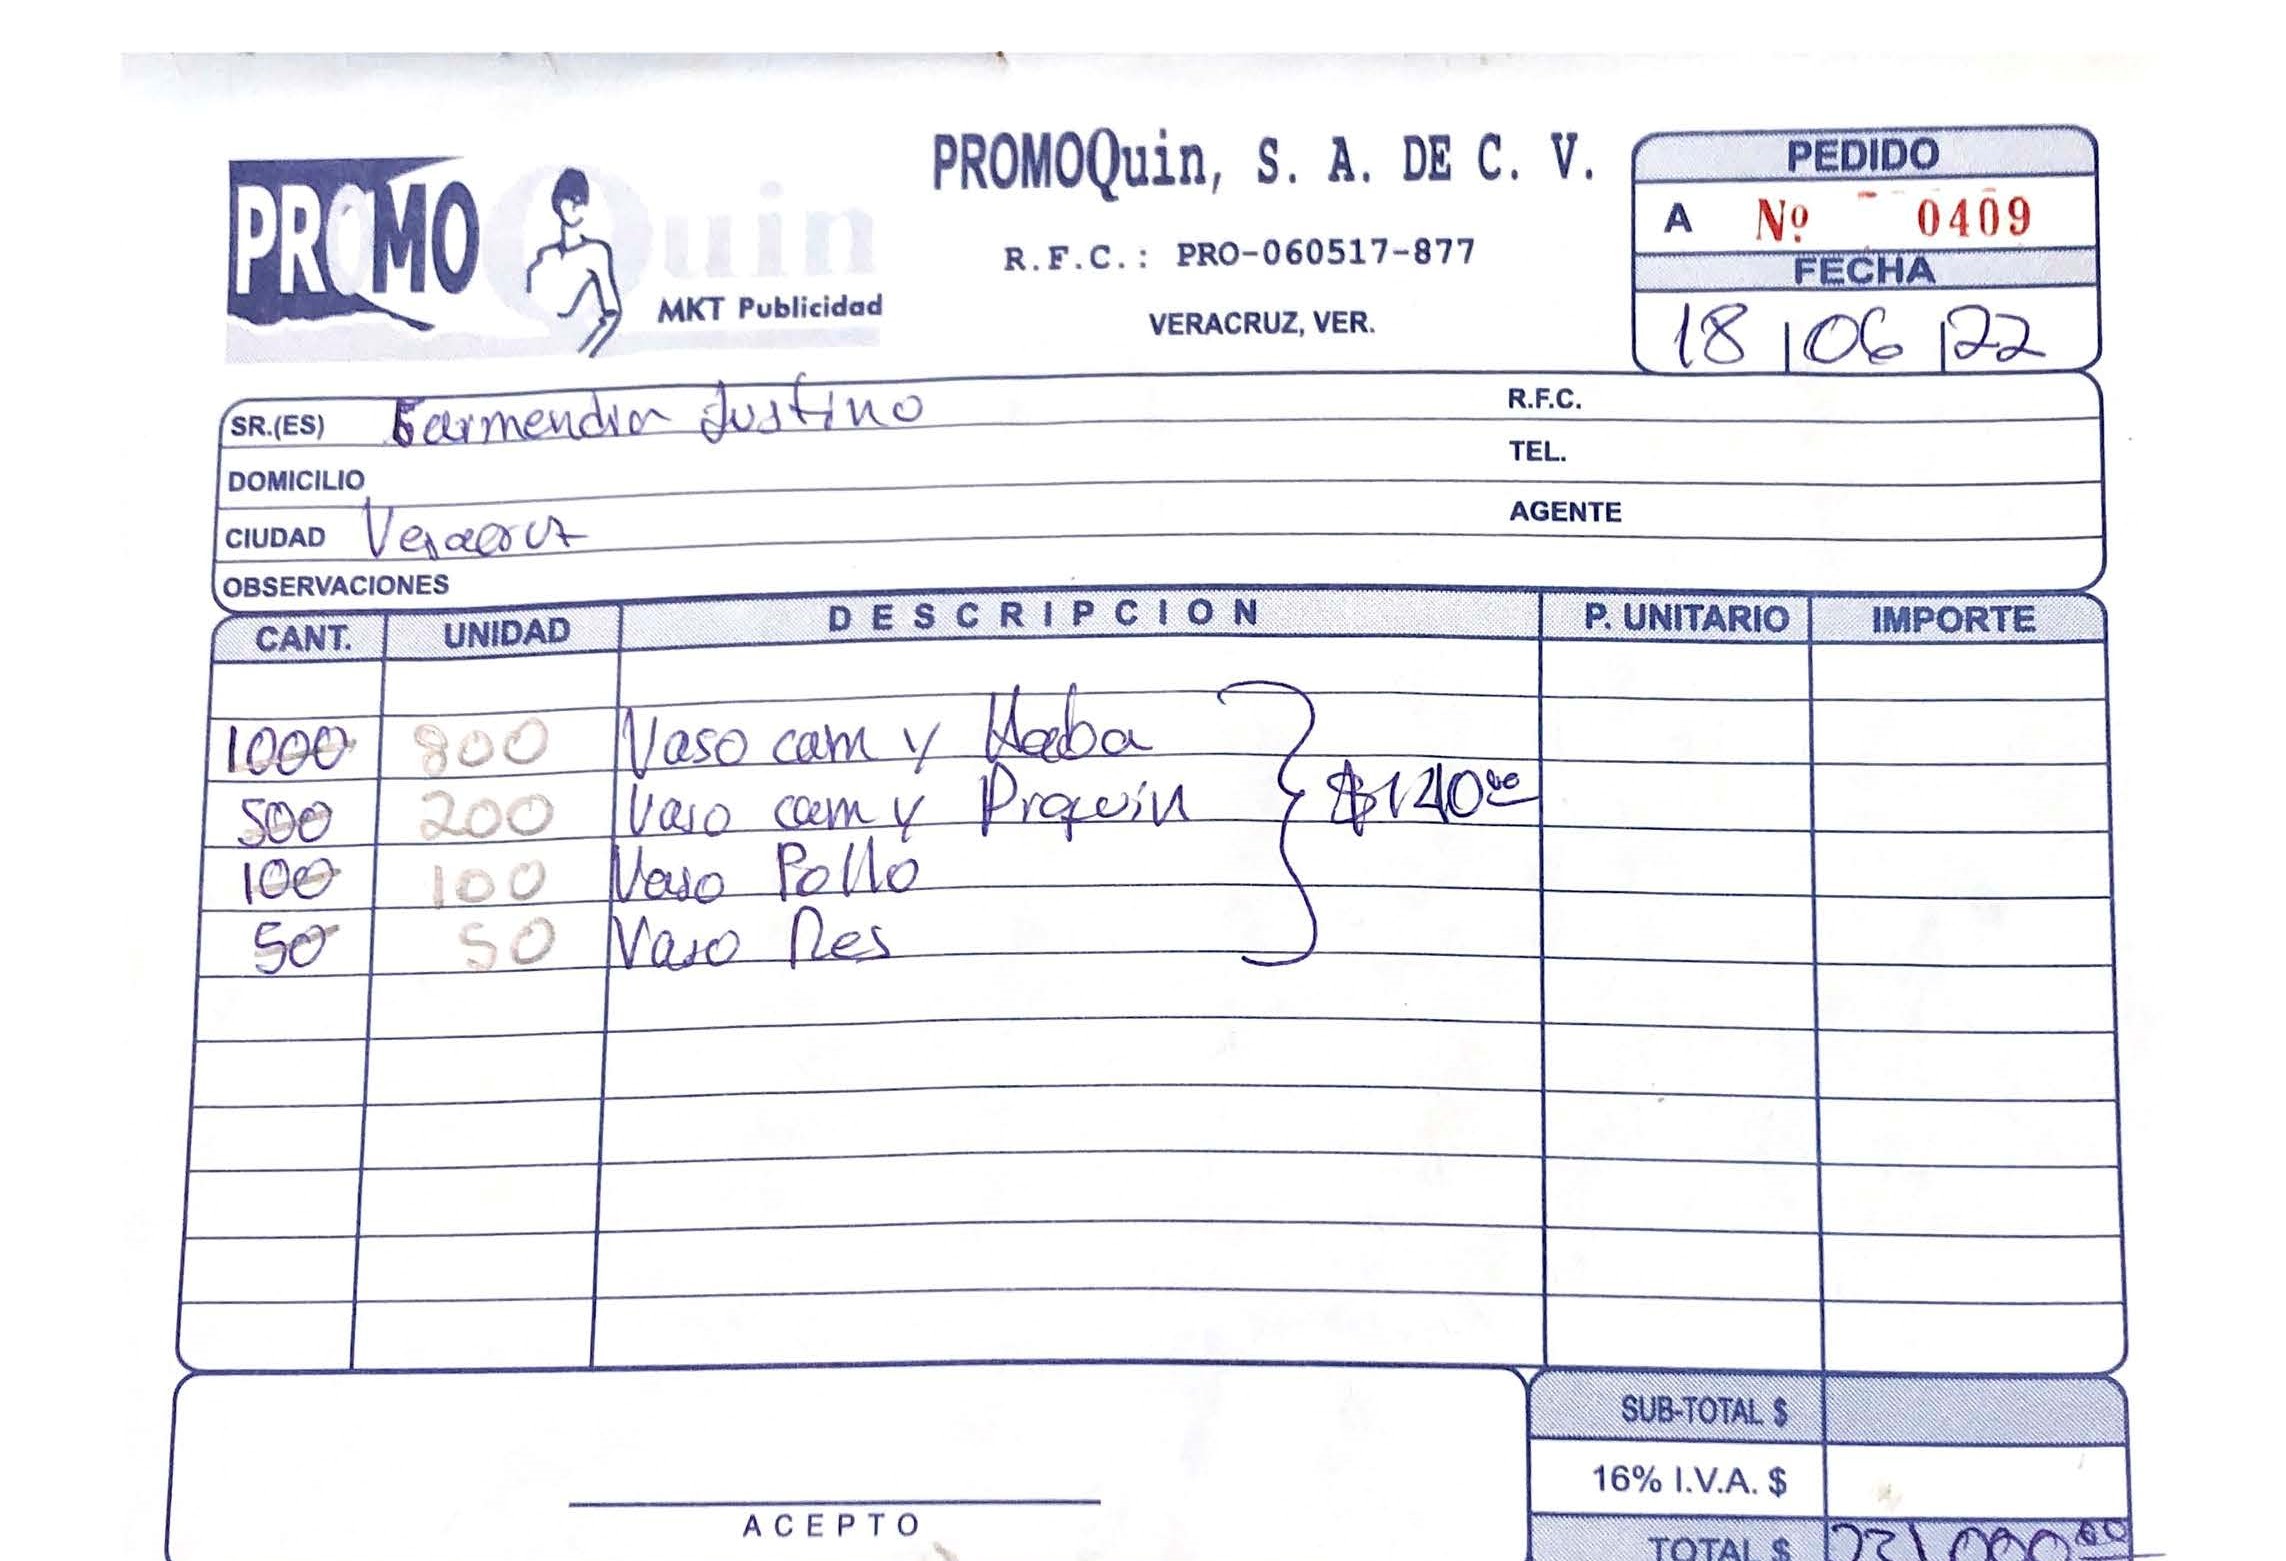 PROMOQuin, S. A. DE C. V.
PROMO Quin
MKT Publicidad
R.F.C.: PRO-060517-877
VERACRUZ, VER.
PEDIDO
A Nº 0409
FECHA
18 | 06 | 22
SR.(ES) Garmendia Justino R.F.C.
DOMICILIO TEL.
CIUDAD Veracruz AGENTE
OBSERVACIONES
CANT. UNIDAD DESCRIPCION P. UNITARIO IMPORTE
1000 800 Vaso cam y Haba
500 200 Vaso cam y Proquin $140.00
100 100 Vaso Pollo
50 50 Vaso Res
SUB-TOTAL $
16% I.V.A. $
ACEPTO
TOTAL $ 231,000.00